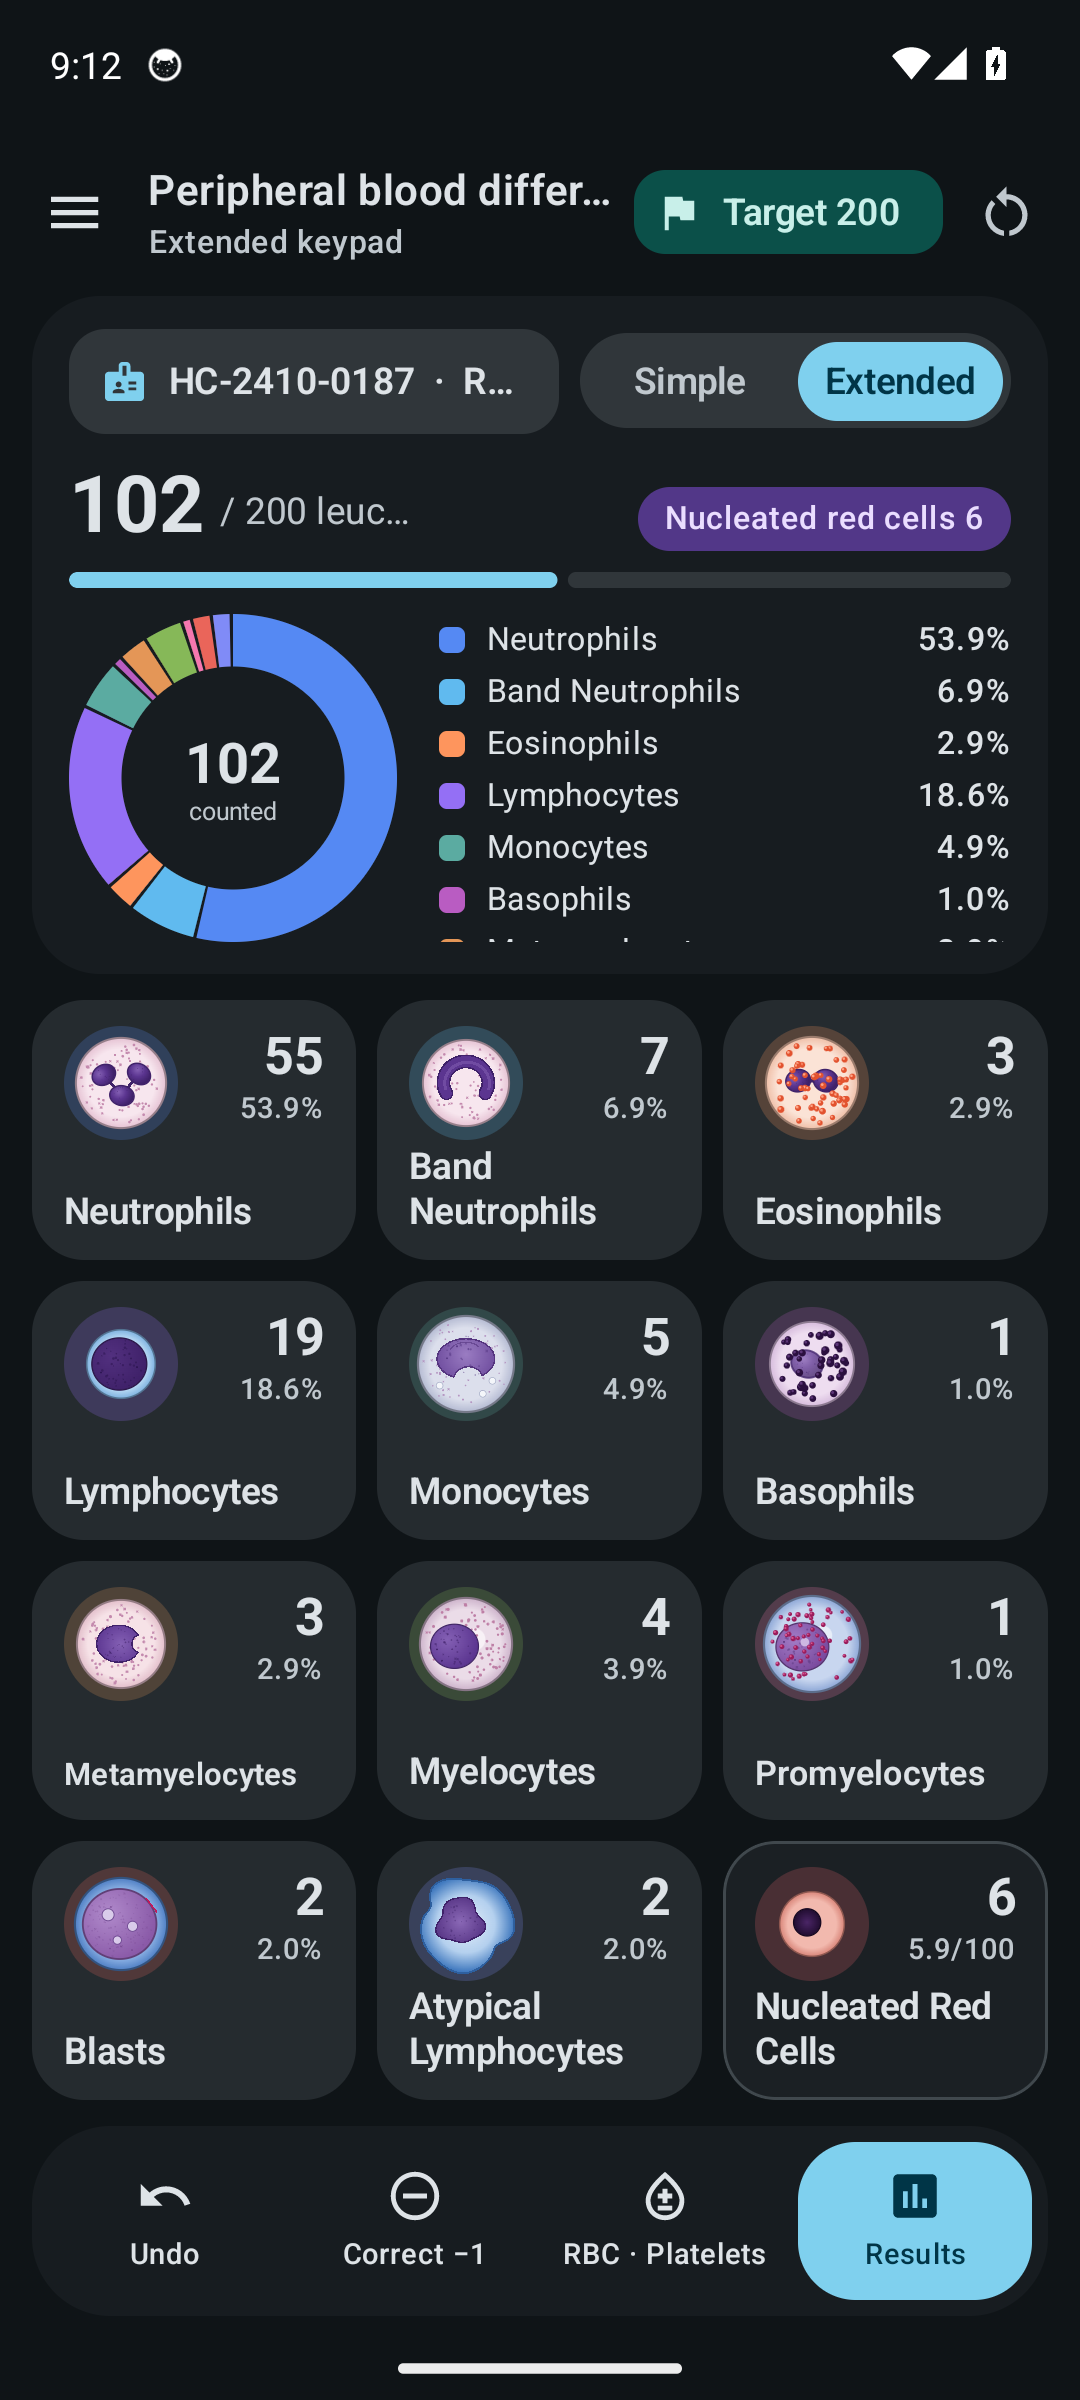 9:12
Peripheral blood differ...
Extended keypad
Target 200
HC-2410-0187 · R...
Simple
Extended
102 / 200 leuc...
Nucleated red cells 6
102
counted
Neutrophils 53.9%
Band Neutrophils 6.9%
Eosinophils 2.9%
Lymphocytes 18.6%
Monocytes 4.9%
Basophils 1.0%
55
53.9%
Neutrophils
7
6.9%
Band
Neutrophils
3
2.9%
Eosinophils
19
18.6%
Lymphocytes
5
4.9%
Monocytes
1
1.0%
Basophils
3
2.9%
Metamyelocytes
4
3.9%
Myelocytes
1
1.0%
Promyelocytes
2
2.0%
Blasts
2
2.0%
Atypical
Lymphocytes
6
5.9/100
Nucleated Red
Cells
Undo
Correct −1
RBC · Platelets
Results